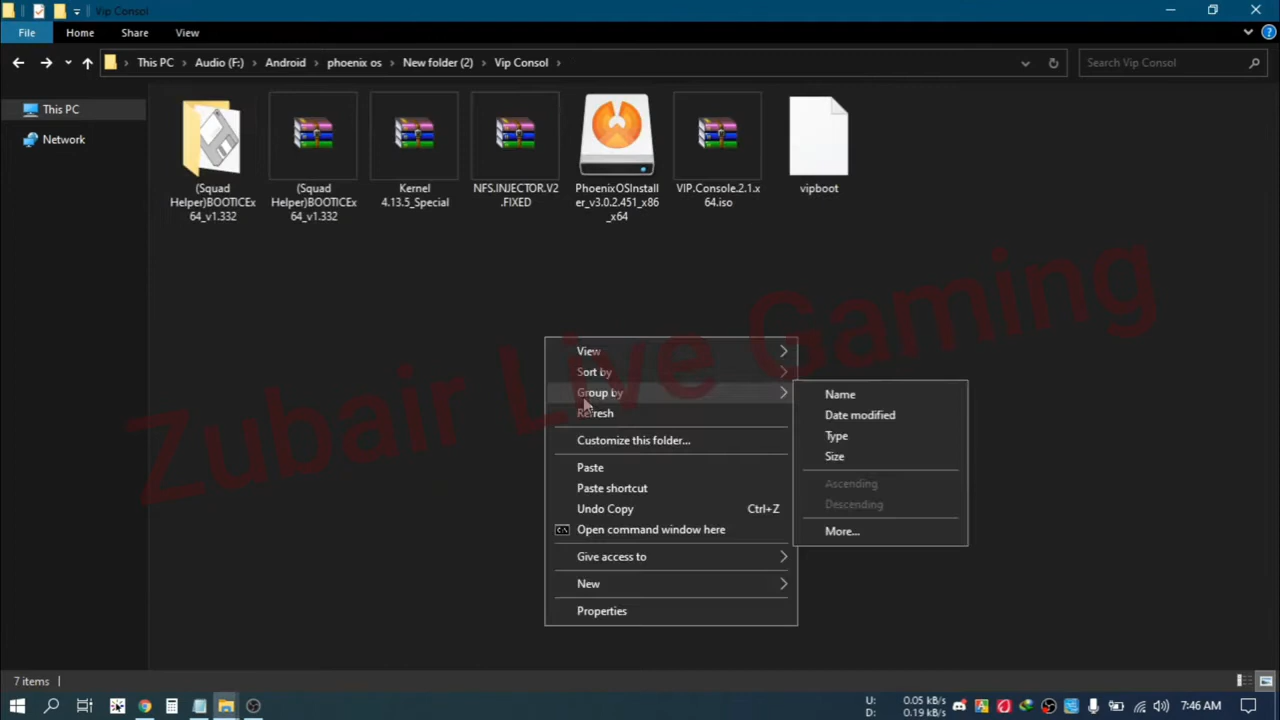 Vip Consol
File
Home
Share
View
This PC
Audio (F:)
Android
phoenix os
New folder (2)
Vip Consol
Search Vip Consol
This PC
Network
(Squad
Helper)BOOTICEx
64_v1.332
(Squad
Helper)BOOTICEx
64_v1.332
Kernel
4.13.5_Special
NFS.INJECTOR.V2
.FIXED
PhoenixOSInstall
er_v3.0.2.451_x86
_x64
VIP.Console.2.1.x
64.iso
vipboot
Zubair Live Gaming
View
Sort by
Group by
Refresh
Customize this folder...
Paste
Paste shortcut
Undo Copy Ctrl+Z
Open command window here
Give access to
New
Properties
Name
Date modified
Type
Size
Ascending
Descending
More...
7 items
U: 0.05 kB/s
D: 0.19 kB/s
7:46 AM